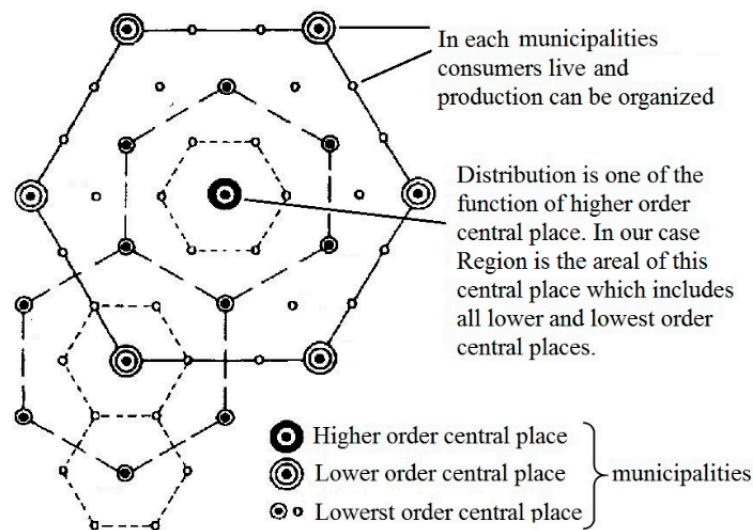 In each municipalities
consumers live and
production can be organized
Distribution is one of the
function of higher order
central place. In our case
Region is the areal of this
central place which includes
all lower and lowest order
central places.
Higher order central place
Lower order central place
Lowerst order central place
municipalities